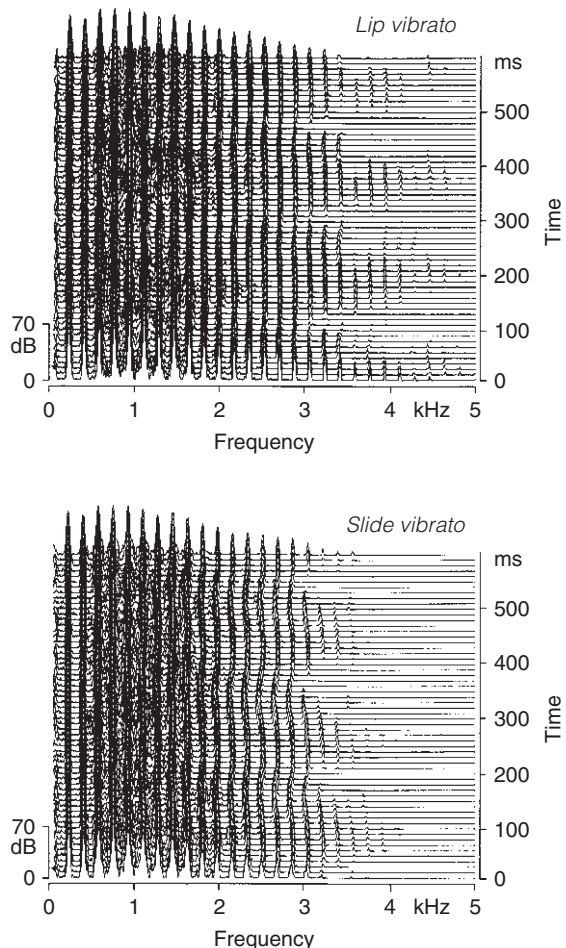 Lip vibrato
ms
500
400
300
200
100
0
Time
70
dB
0
0 1 2 3 kHz 5
Frequency
Slide vibrato
ms
500
400
300
200
100
0
Time
70
dB
0
0 1 2 3 kHz 5
Frequency